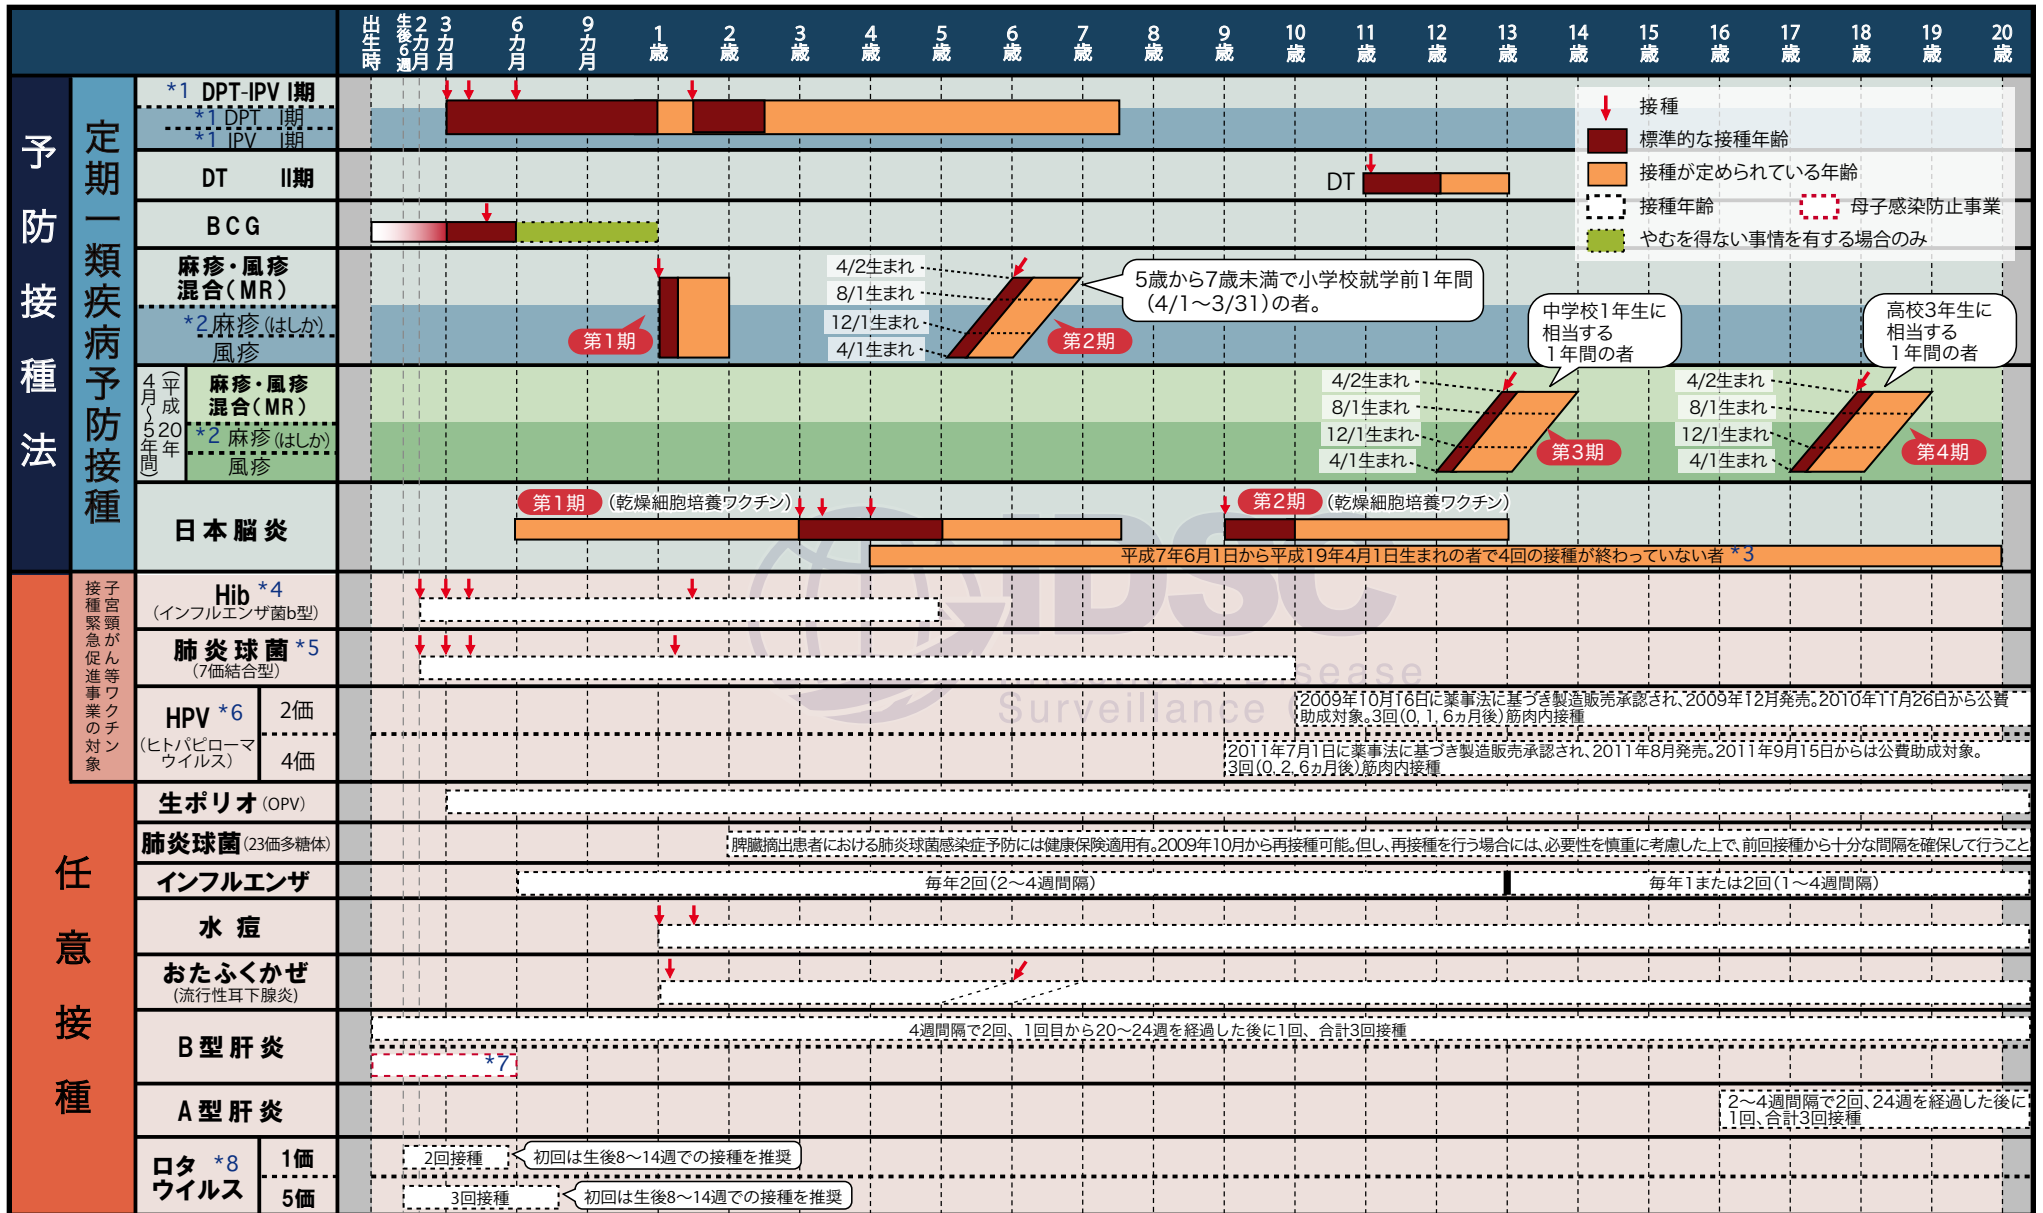 出生時 生後6週 2カ月 3カ月 6カ月 9カ月 1歳 2歳 3歳 4歳 5歳 6歳 7歳 8歳 9歳 10歳 11歳 12歳 13歳 14歳 15歳 16歳 17歳 18歳 19歳 20歳
予防接種法
定期一類疾病予防接種
*1 DPT-IPV I期
*1 DPT I期
*1 IPV I期
接種
標準的な接種年齢
接種が定められている年齢
接種年齢
母子感染防止事業
やむを得ない事情を有する場合のみ
DT II期
DT
BCG
麻疹・風疹
混合(MR)
*2 麻疹(はしか)
風疹
第1期
4/2生まれ
8/1生まれ
12/1生まれ
4/1生まれ
第2期
5歳から7歳未満で小学校就学前1年間
(4/1〜3/31)の者。
中学校1年生に
相当する
1年間の者
高校3年生に
相当する
1年間の者
(平成20年
4月〜5年間)
麻疹・風疹
混合(MR)
*2 麻疹(はしか)
風疹
4/2生まれ
8/1生まれ
12/1生まれ
4/1生まれ
第3期
4/2生まれ
8/1生まれ
12/1生まれ
4/1生まれ
第4期
日本脳炎
第1期 (乾燥細胞培養ワクチン)
第2期 (乾燥細胞培養ワクチン)
平成7年6月1日から平成19年4月1日生まれの者で4回の接種が終わっていない者 *3
IDSC
sease
Surveillance
任意接種
子宮頸がん等ワクチン
接種緊急促進事業の対象
Hib *4
(インフルエンザ菌b型)
肺炎球菌 *5
(7価結合型)
HPV *6
(ヒトパピローマ
ウイルス)
2価
2009年10月16日に薬事法に基づき製造販売承認され、2009年12月発売。2010年11月26日から公費
助成対象。3回(0, 1, 6ヵ月後)筋肉内接種
4価
2011年7月1日に薬事法に基づき製造販売承認され、2011年8月発売。2011年9月15日からは公費助成対象。
3回(0, 2, 6ヵ月後)筋肉内接種
生ポリオ(OPV)
肺炎球菌(23価多糖体)
脾臓摘出患者における肺炎球菌感染症予防には健康保険適用有。2009年10月から再接種可能。但し、再接種を行う場合には、必要性を慎重に考慮した上で、前回接種から十分な間隔を確保して行うこと
インフルエンザ
毎年2回(2〜4週間隔)
毎年1または2回(1〜4週間隔)
水痘
おたふくかぜ
(流行性耳下腺炎)
B型肝炎
4週間隔で2回、1回目から20〜24週を経過した後に1回、合計3回接種
*7
A型肝炎
2〜4週間隔で2回、24週を経過した後に
1回、合計3回接種
ロタ *8
ウイルス
1価
2回接種
初回は生後8〜14週での接種を推奨
5価
3回接種
初回は生後8〜14週での接種を推奨